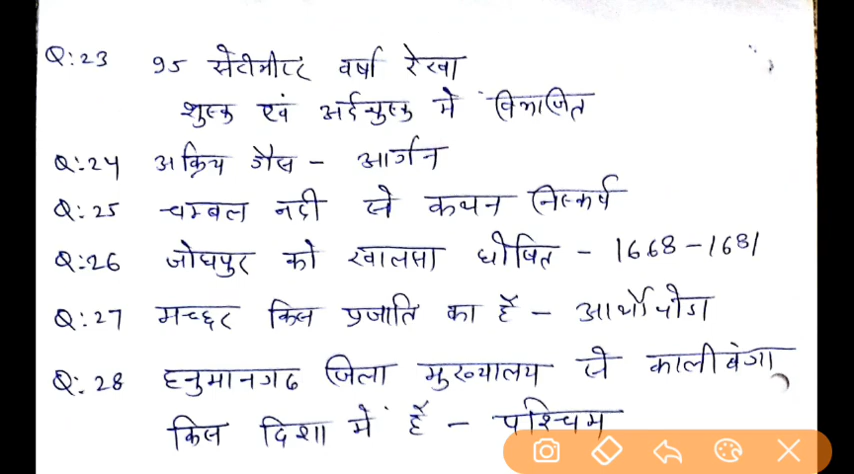 Q:23 95 सेंटीमीटर वर्षा रेखा
शुष्क एवं अर्द्धशुष्क में विभाजित
Q:24 अक्रिय गैस - आर्गन
Q:25 चम्बल नदी से कथन निष्कर्ष
Q:26 जोधपुर को खालसा घोषित - 1668-1681
Q:27 मच्छर किस प्रजाति का है - आर्थोपोडा
Q:28 हनुमानगढ जिला मुख्यालय से कालीबंगा
किस दिशा में है - पश्चिम